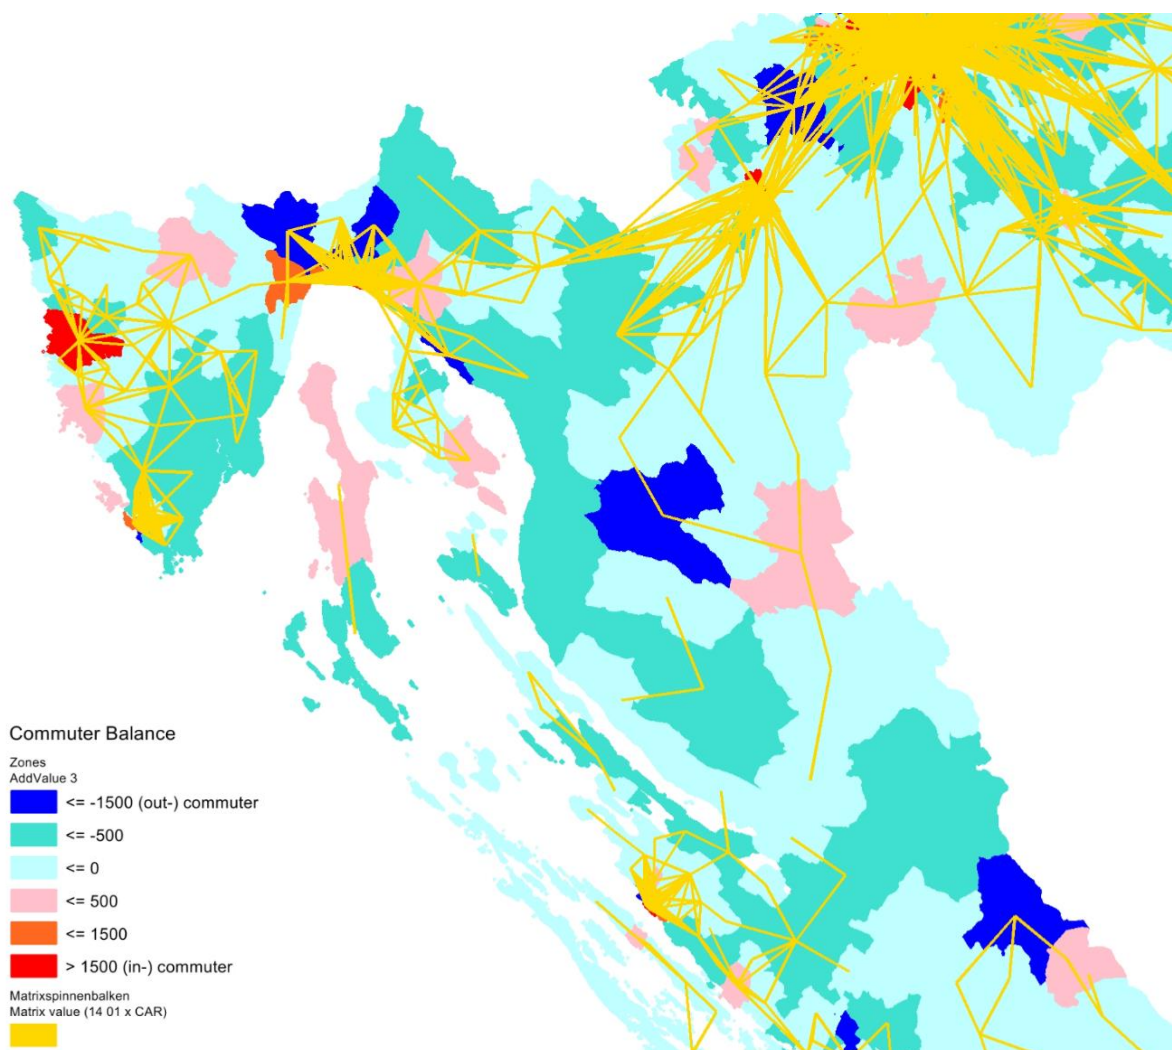 Commuter Balance
Zones
AddValue 3
<= -1500 (out-) commuter
<= -500
<= 0
<= 500
<= 1500
> 1500 (in-) commuter
Matrixspinnenbalken
Matrix value (14 01 x CAR)